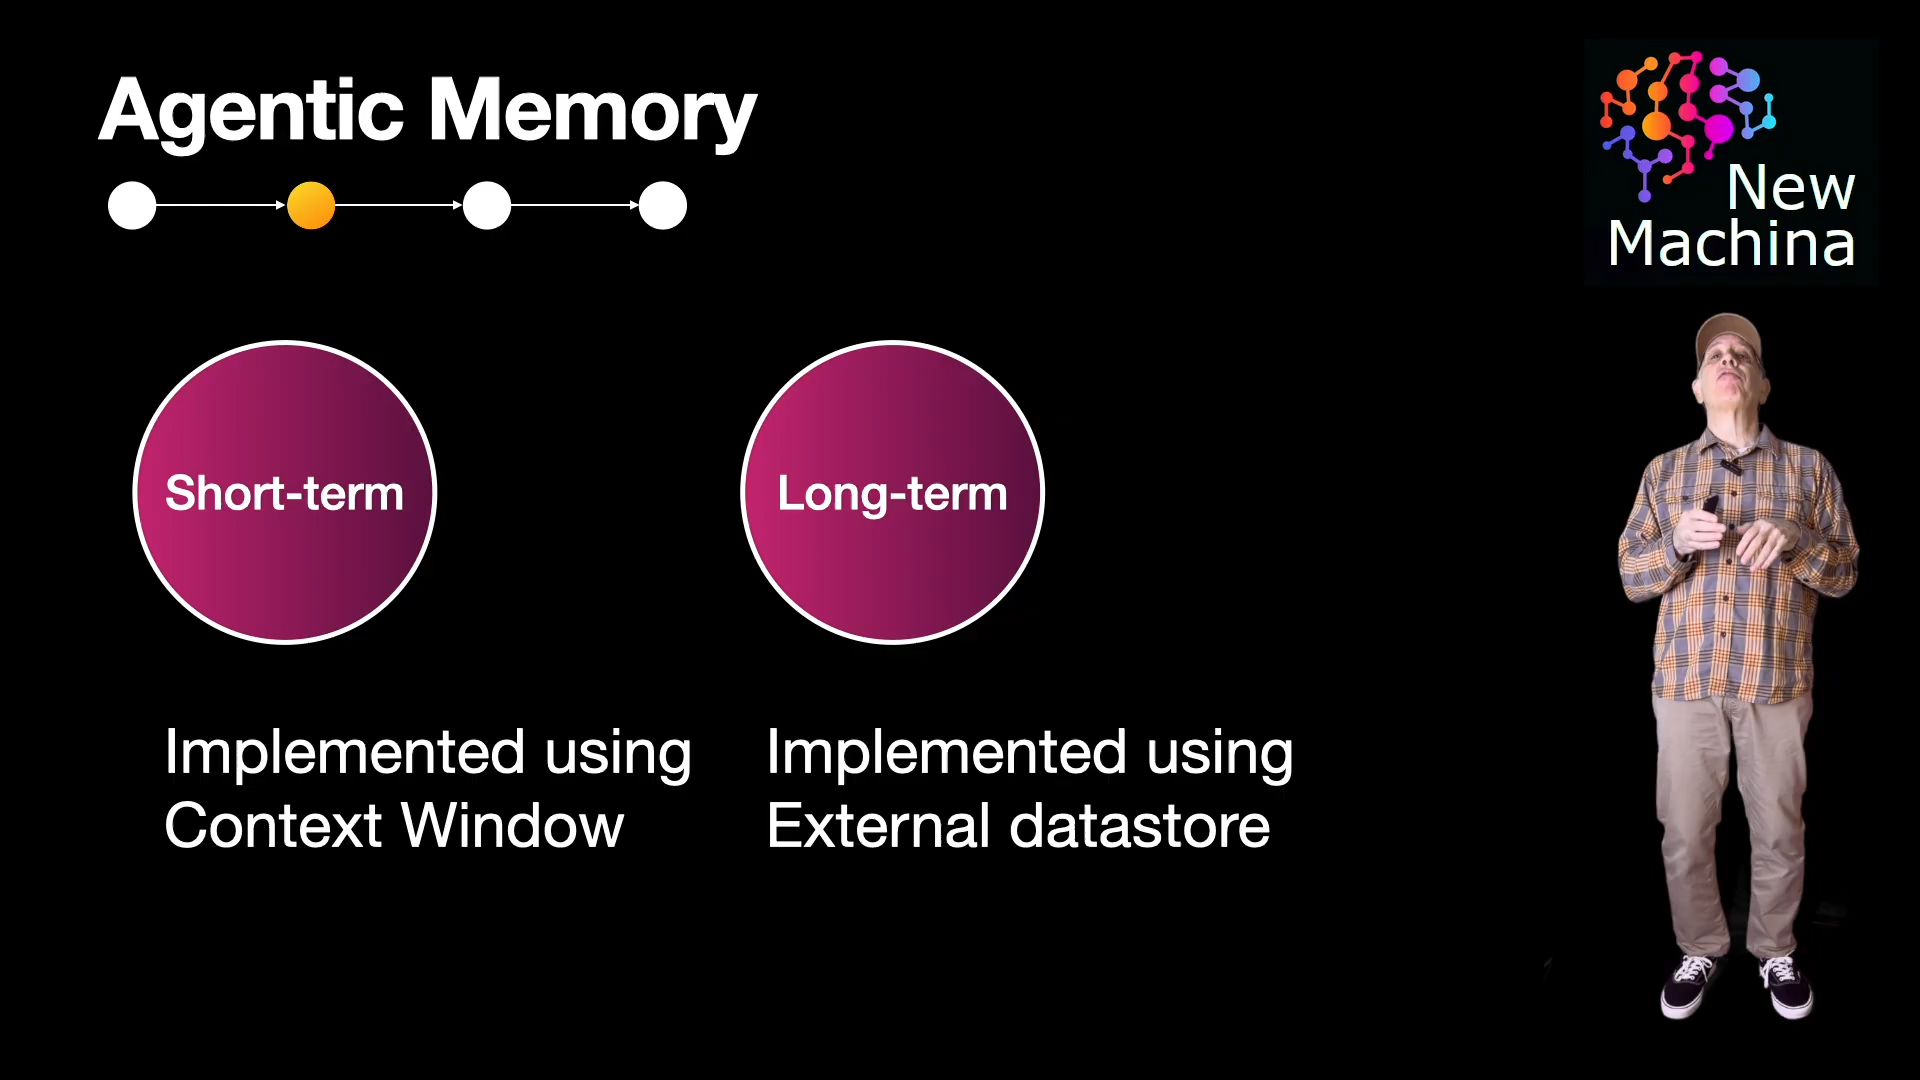 Agentic Memory
New
Machina
Short-term
Long-term
Implemented using
Context Window
Implemented using
External datastore